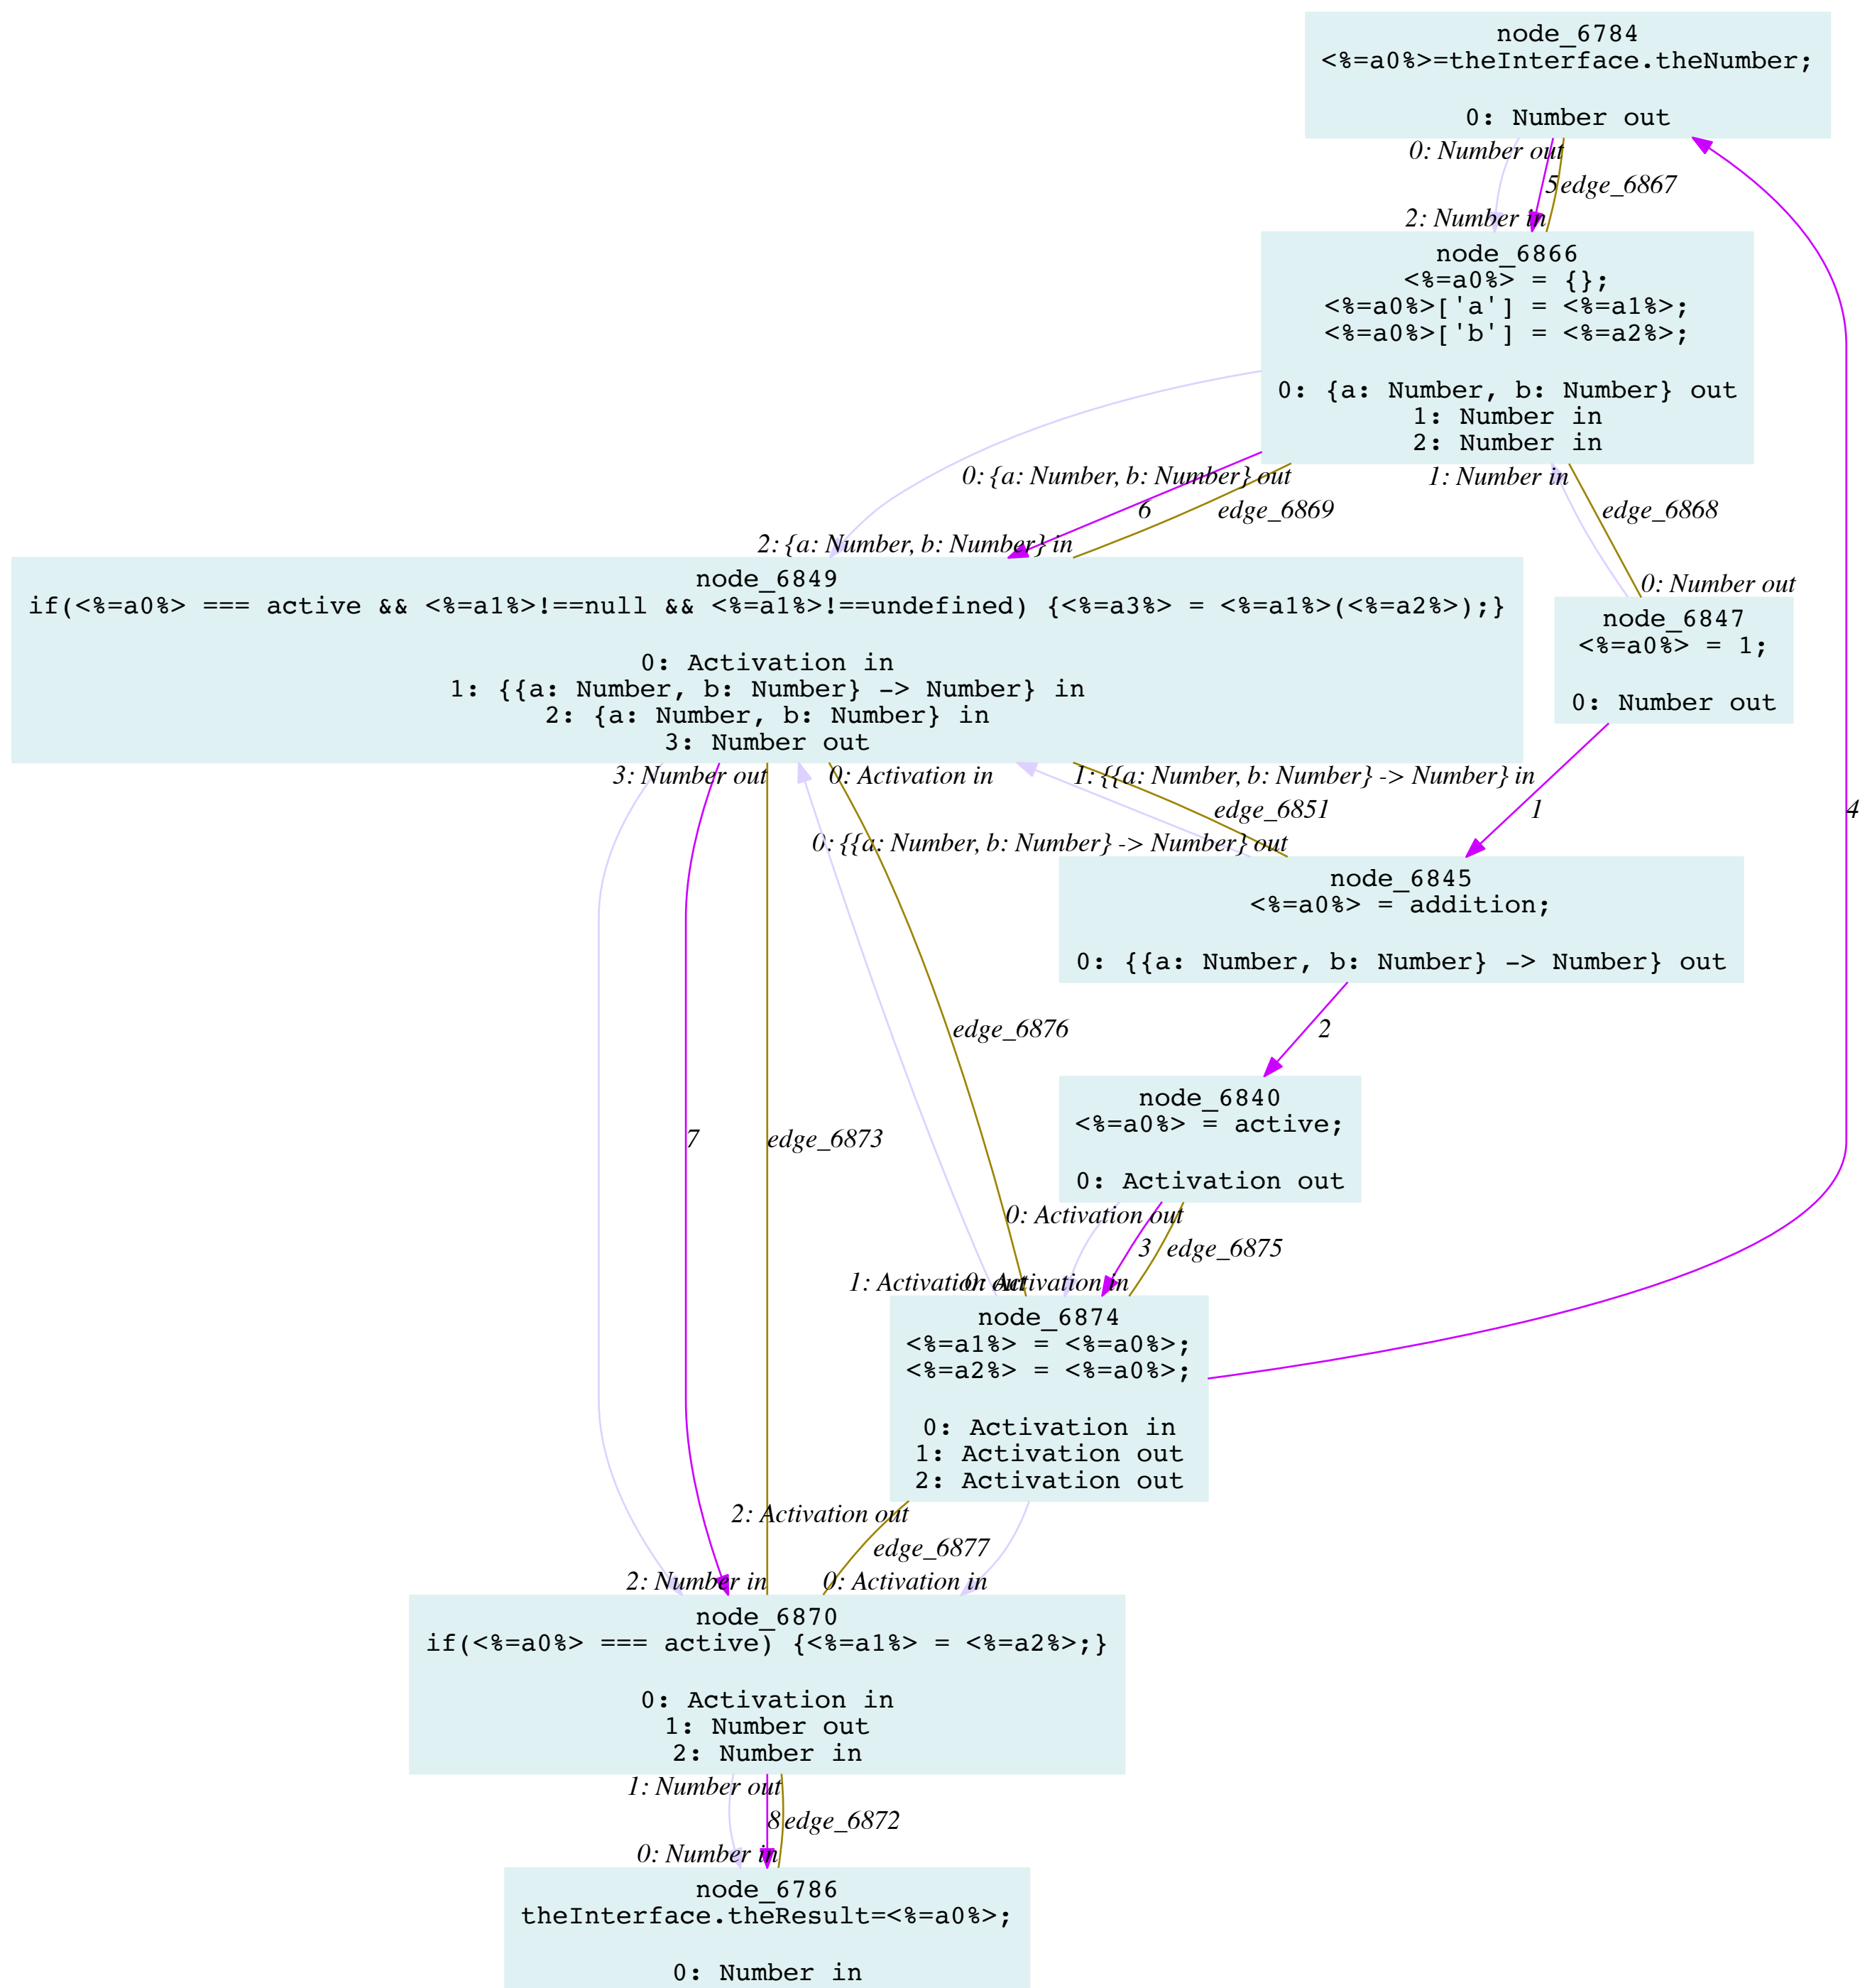 node_6784
<%=a0%>=theInterface.theNumber;
0: Number out
0: Number out
5
edge_6867
2: Number in
node_6866
<%=a0%> = {};
<%=a0%>['a'] = <%=a1%>;
<%=a0%>['b'] = <%=a2%>;
0: {a: Number, b: Number} out
1: Number in
2: Number in
0: {a: Number, b: Number} out
1: Number in
6
edge_6869
edge_6868
2: {a: Number, b: Number} in
0: Number out
node_6849
if(<%=a0%> === active && <%=a1%>!==null && <%=a1%>!==undefined) {<%=a3%> = <%=a1%>(<%=a2%>);}
0: Activation in
1: {{a: Number, b: Number} -> Number} in
2: {a: Number, b: Number} in
3: Number out
node_6847
<%=a0%> = 1;
0: Number out
3: Number out
0: Activation in
1: {{a: Number, b: Number} -> Number} in
edge_6851
1
4
0: {{a: Number, b: Number} -> Number} out
node_6845
<%=a0%> = addition;
0: {{a: Number, b: Number} -> Number} out
edge_6876
2
node_6840
<%=a0%> = active;
0: Activation out
7
edge_6873
0: Activation out
3
edge_6875
1: Activation out
0: Activation in
node_6874
<%=a1%> = <%=a0%>;
<%=a2%> = <%=a0%>;
0: Activation in
1: Activation out
2: Activation out
2: Activation out
edge_6877
2: Number in
0: Activation in
node_6870
if(<%=a0%> === active) {<%=a1%> = <%=a2%>;}
0: Activation in
1: Number out
2: Number in
1: Number out
8
edge_6872
0: Number in
node_6786
theInterface.theResult=<%=a0%>;
0: Number in